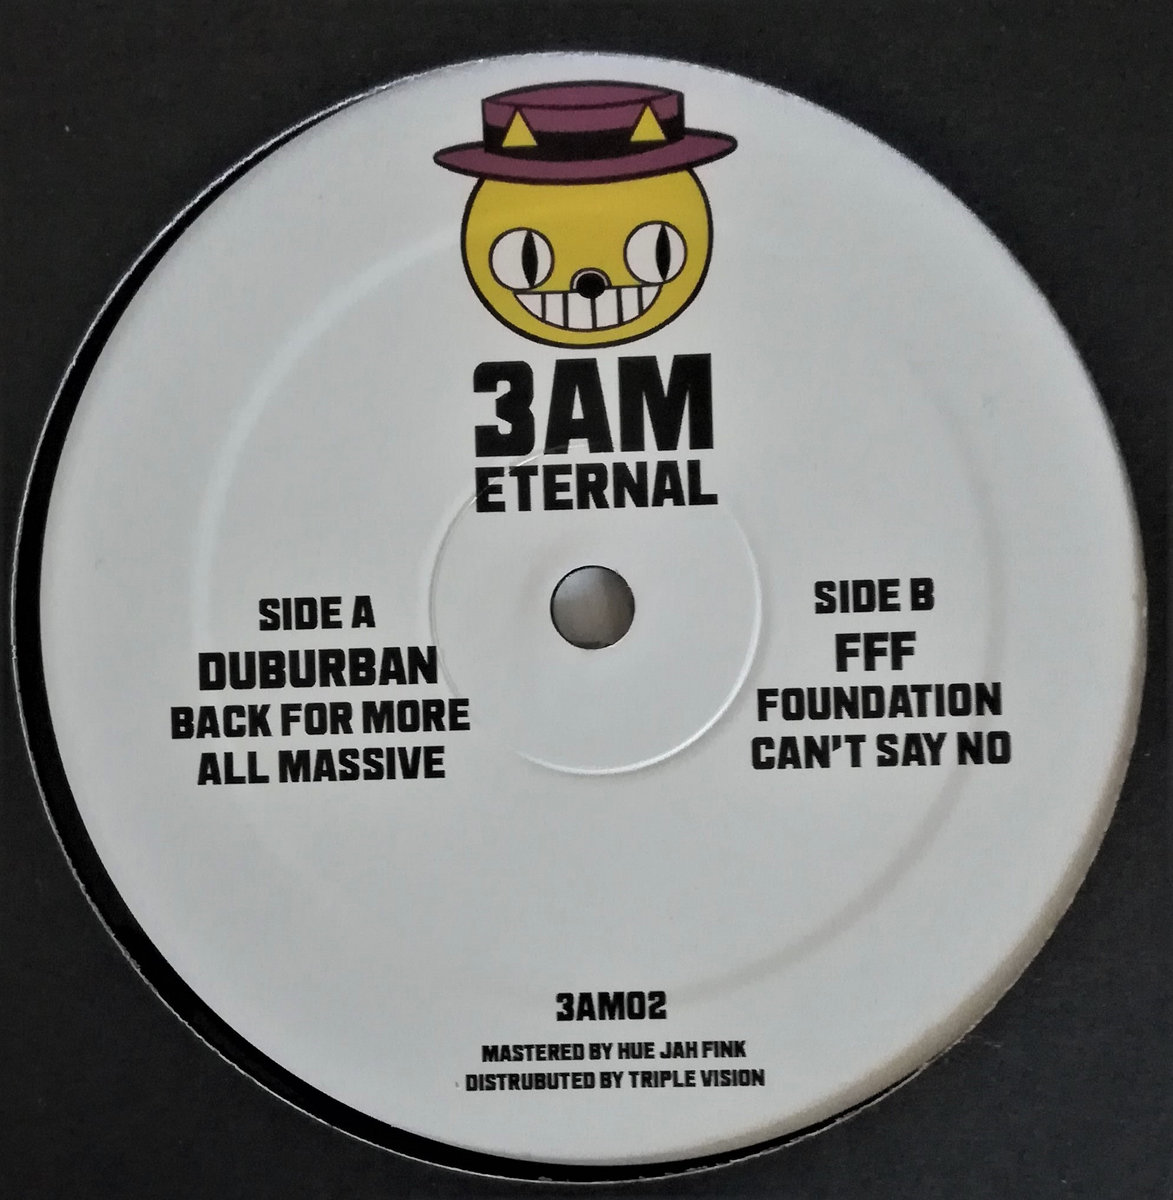 3AM
ETERNAL
SIDE A
DUBURBAN
BACK FOR MORE
ALL MASSIVE
SIDE B
FFF
FOUNDATION
CAN'T SAY NO
3AM02
MASTERED BY HUE JAH FINK
DISTRUBUTED BY TRIPLE VISION